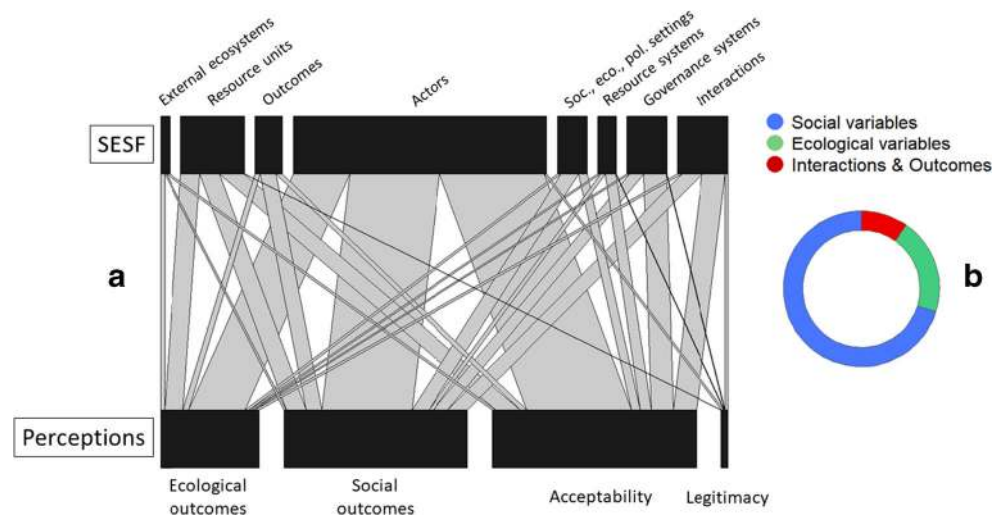 External ecosystems
Resource units
Outcomes
Actors
Soc., eco., pol. settings
Resource systems
Governance systems
Interactions
SESF
Social variables
Ecological variables
Interactions & Outcomes
a
b
Perceptions
Ecological
outcomes
Social
outcomes
Acceptability
Legitimacy